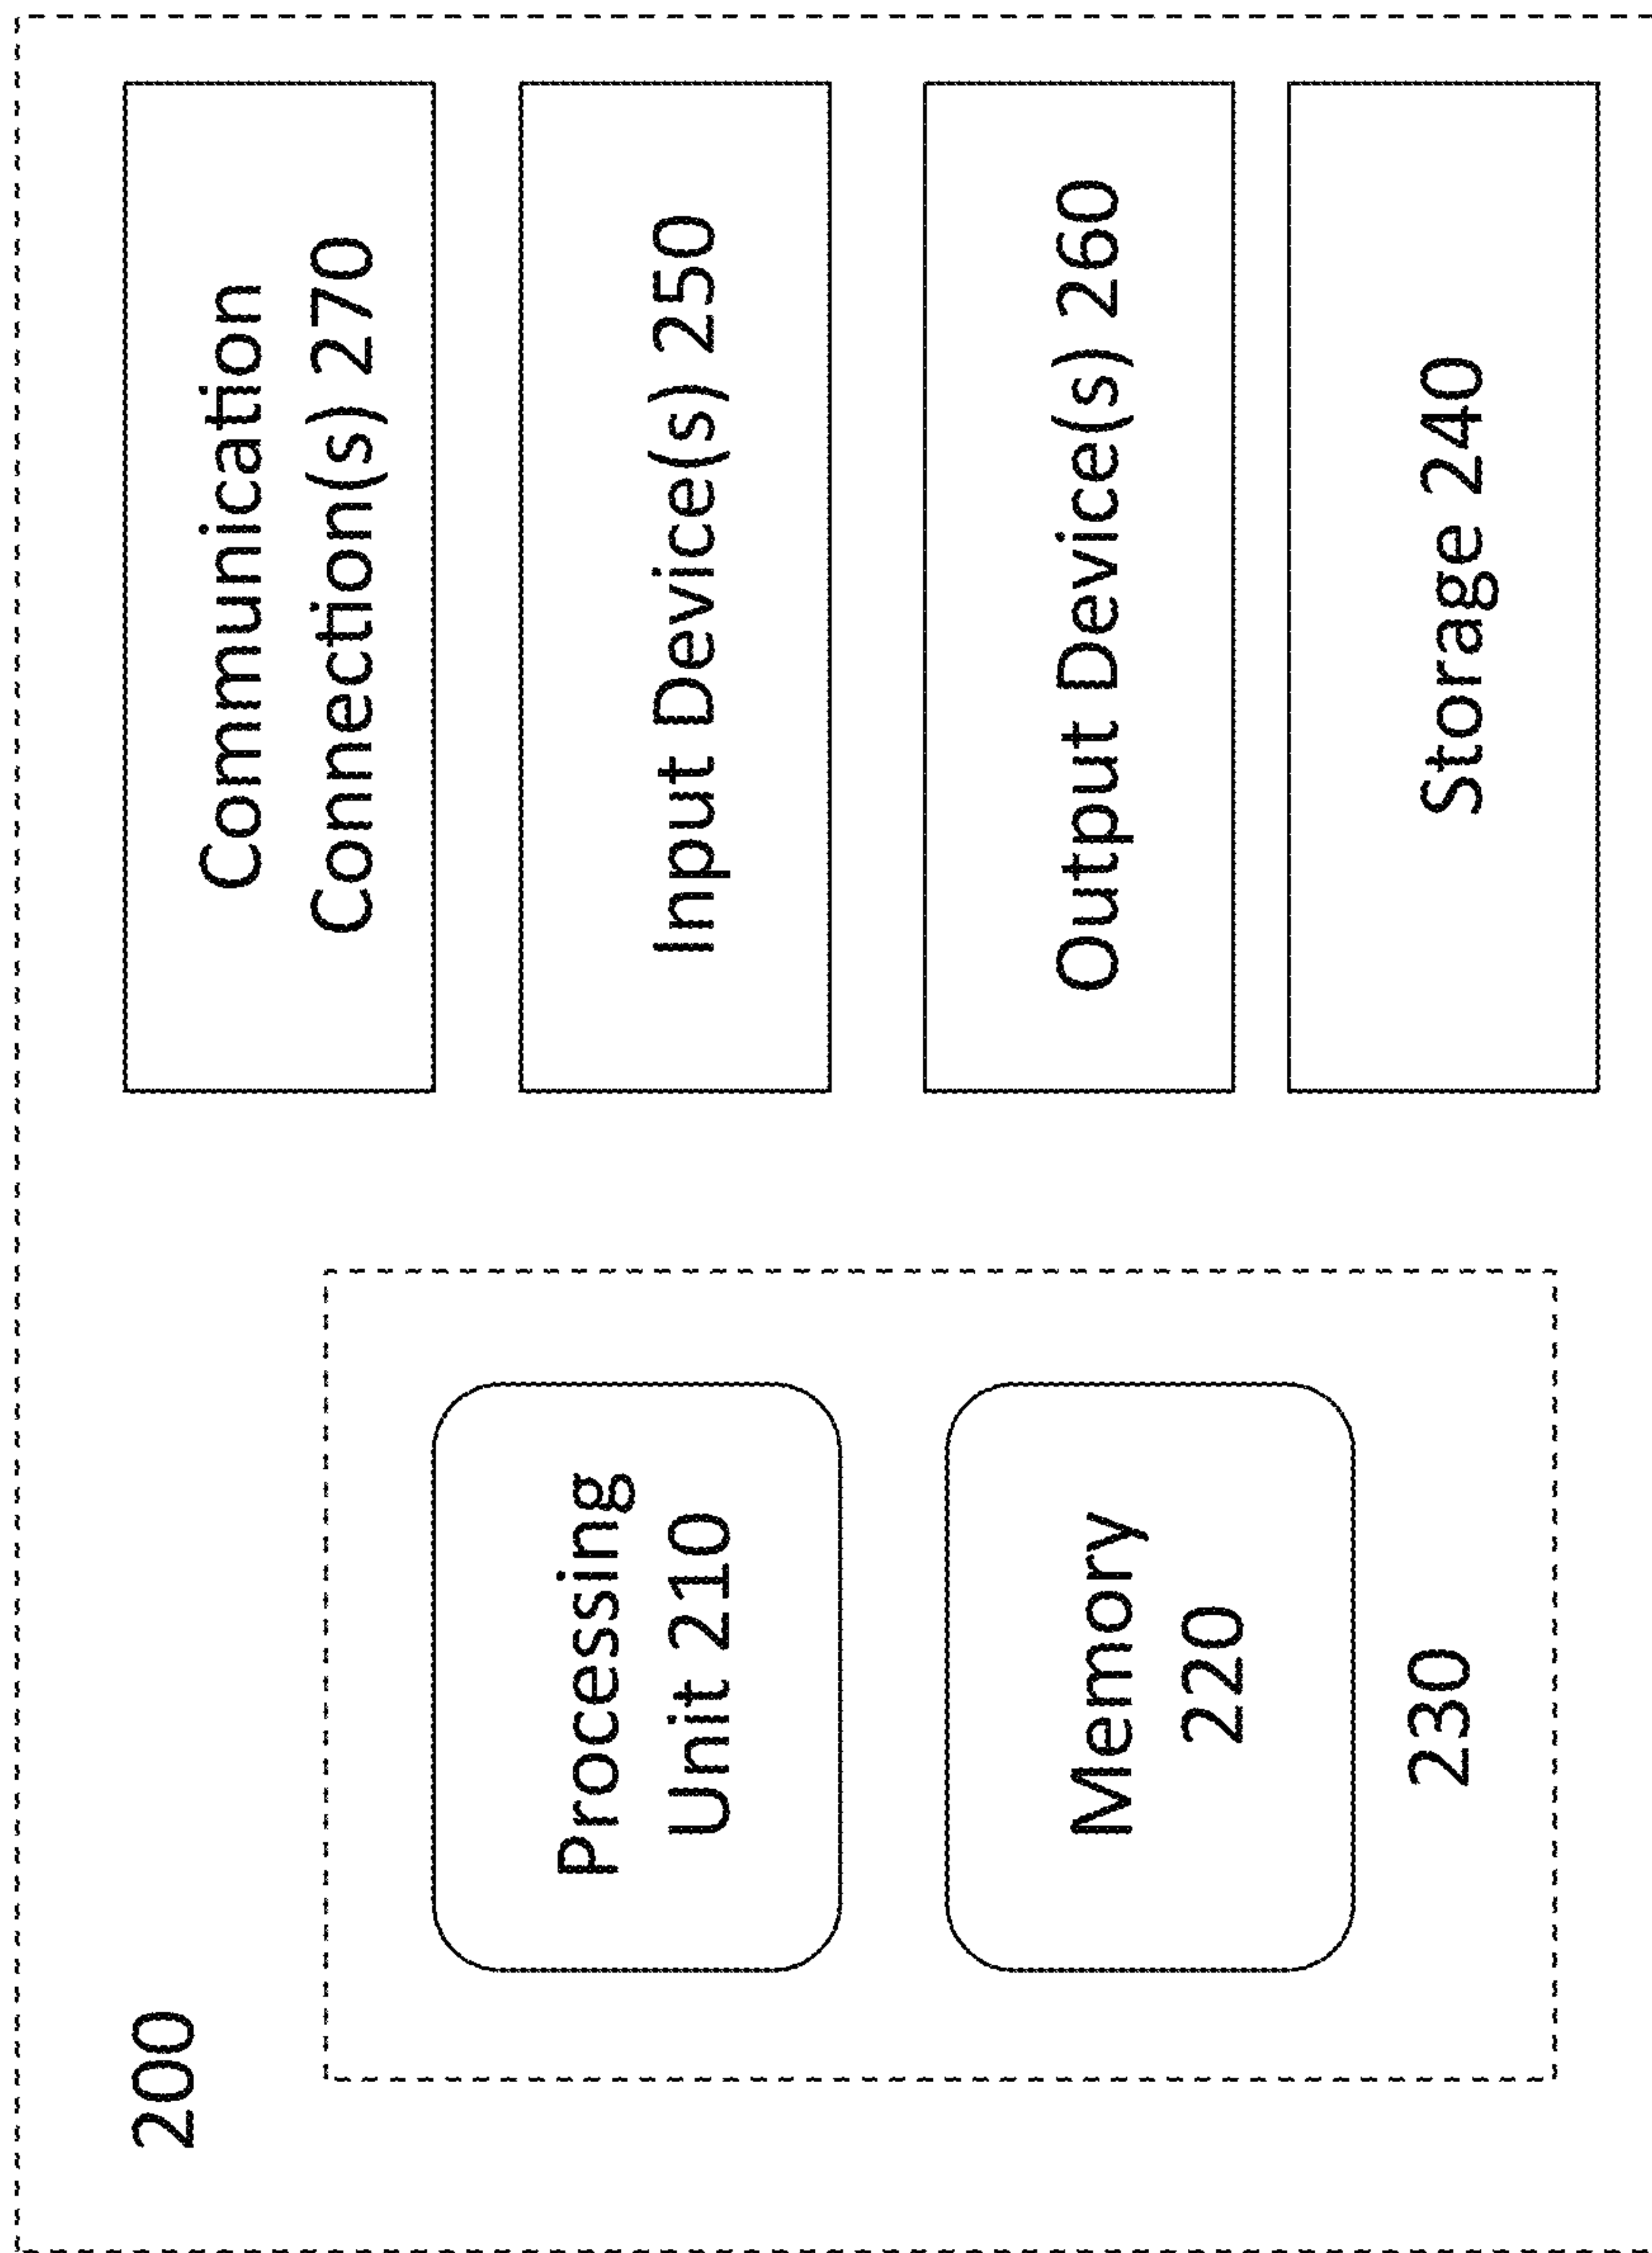 200
Processing
Unit 210
Memory
220
230
Communication
Connection(s) 270
Input Device(s) 250
Output Device(s) 260
Storage 240